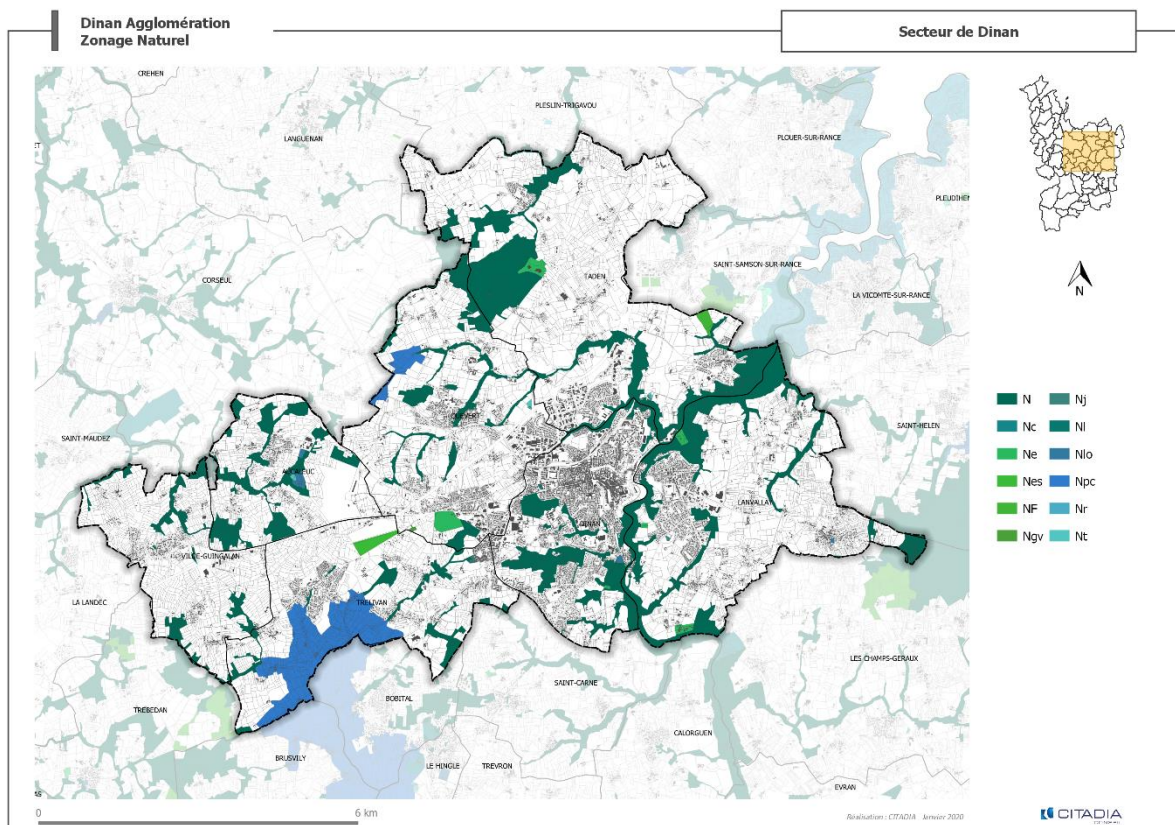 Dinan Agglomération
Zonage Naturel
Secteur de Dinan
CREHEN
PLESLIN-TRIGAVOU
LANGUENAN
PLOUER-SUR-RANCE
PLEUDIHEN
CORSEUL
TADEN
SAINT-SAMSON-SUR-RANCE
LA VICOMTE-SUR-RANCE
N
N Nj
Nc Nl
Ne Nlo
Nes Npc
NF Nr
Ngv Nt
QUEVERT
SAINT-MAUDEZ
SAINT-HELEN
AUCALEUC
LANVALLA
DINAN
VILDE-GUINGALAN
LA LANDEC
TRELIVAN
LES CHAMPS-GERAUX
SAINT-CARNE
TREBEDAN
BOBITAL
CALORGUEN
BRUSVILY
LE HINGLE
TREVRON
EVRAN
0 6 km
Réalisation : CITADIA Janvier 2020
CITADIA